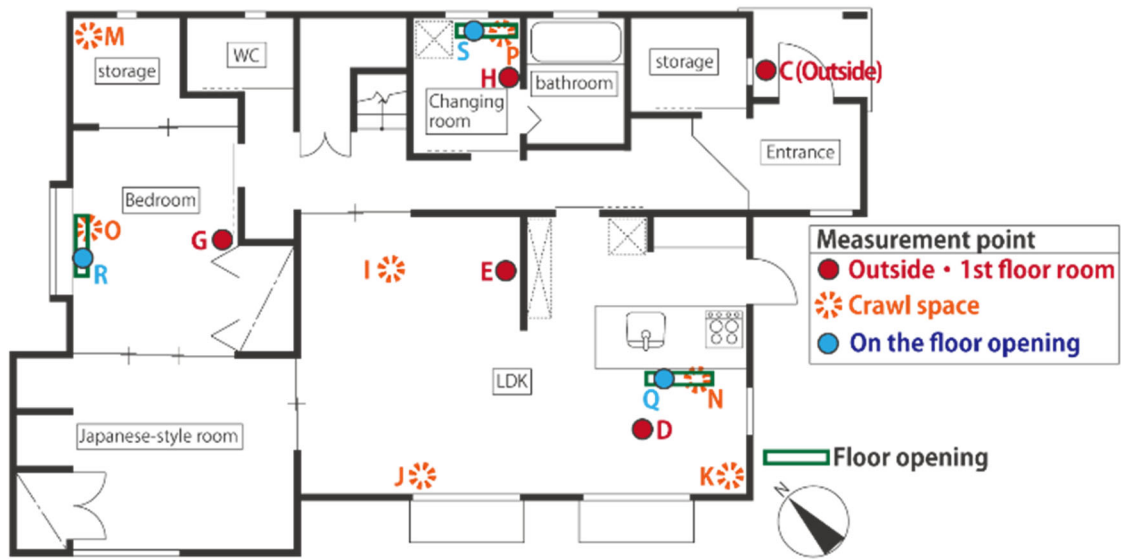 M
storage
WC
S
P
H
Changing
room
bathroom
storage
C (Outside)
Entrance
Bedroom
O
G
R
I
E
Measurement point
Outside・1st floor room
Crawl space
On the floor opening
LDK
Q
N
D
Japanese-style room
J
K
Floor opening
N